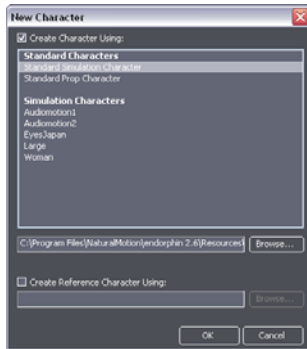 New Character
Create Character Using:
Standard Characters
Standard Simulation Character
Standard Prop Character
Simulation Characters
Audiomotion1
Audiomotion2
EyesJapan
Large
Woman
C:\Program Files\NaturalMotion\endorphin 2.6\Resources\
Browse...
Create Reference Character Using:
Browse...
OK
Cancel